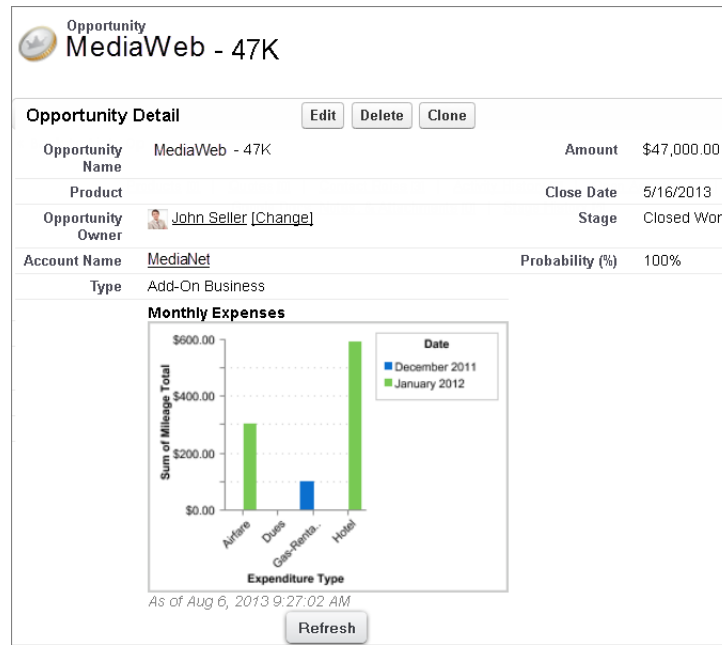 Opportunity
MediaWeb - 47K
Opportunity Detail
Edit
Delete
Clone
Opportunity Name
MediaWeb - 47K
Amount
$47,000.00
Product
Close Date
5/16/2013
Opportunity Owner
John Seller [Change]
Stage
Closed Wor
Account Name
MediaNet
Probability (%)
100%
Type
Add-On Business
Monthly Expenses
$600.00
$400.00
$200.00
$0.00
Sum of Mileage Total
Date
December 2011
January 2012
Airfare
Dues
Gas-Renta..
Hotel
Expenditure Type
As of Aug 6, 2013 9:27:02 AM
Refresh